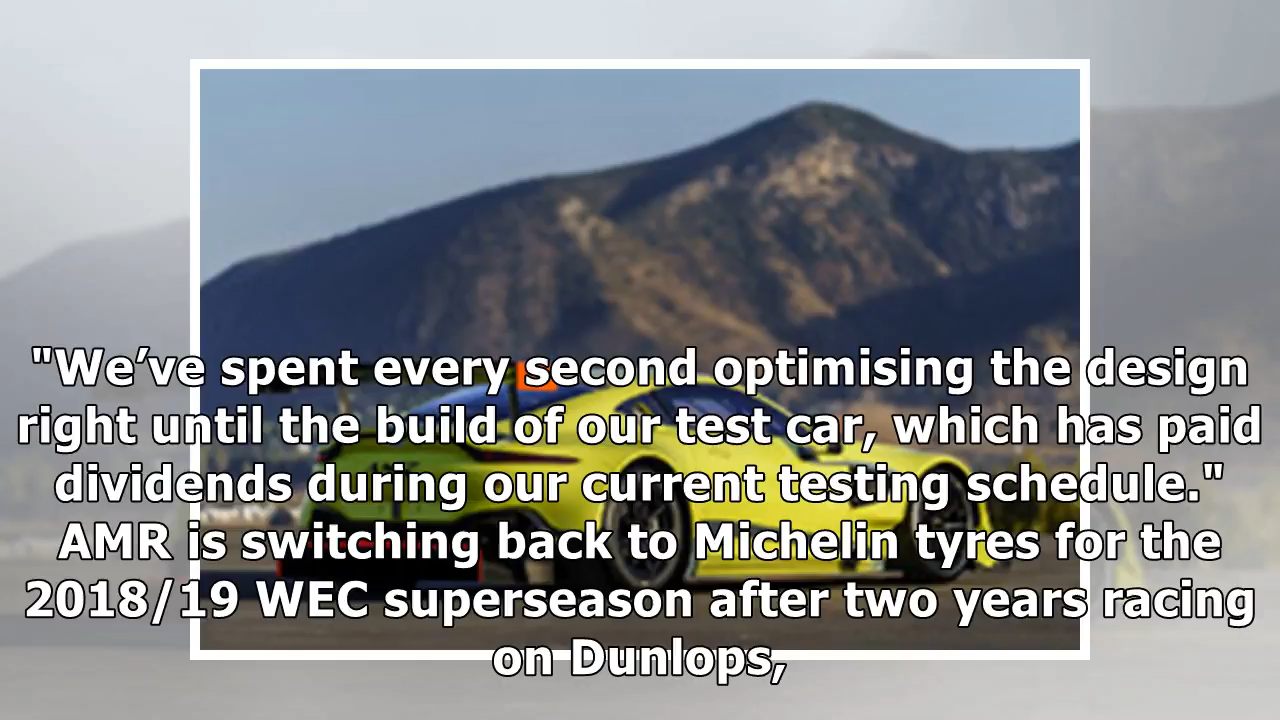 "We’ve spent every second optimising the design
right until the build of our test car, which has paid
dividends during our current testing schedule."
AMR is switching back to Michelin tyres for the
2018/19 WEC superseason after two years racing
on Dunlops,